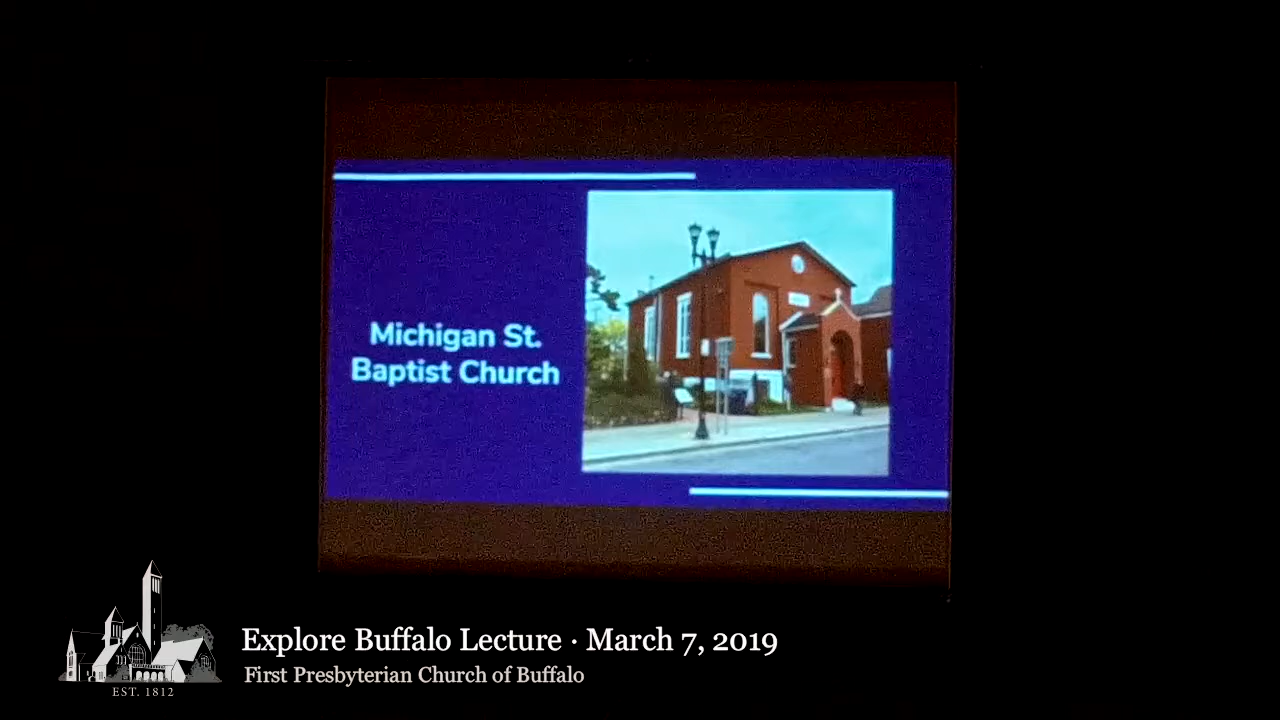 Michigan St.
Baptist Church
Explore Buffalo Lecture · March 7, 2019
First Presbyterian Church of Buffalo
EST. 1812